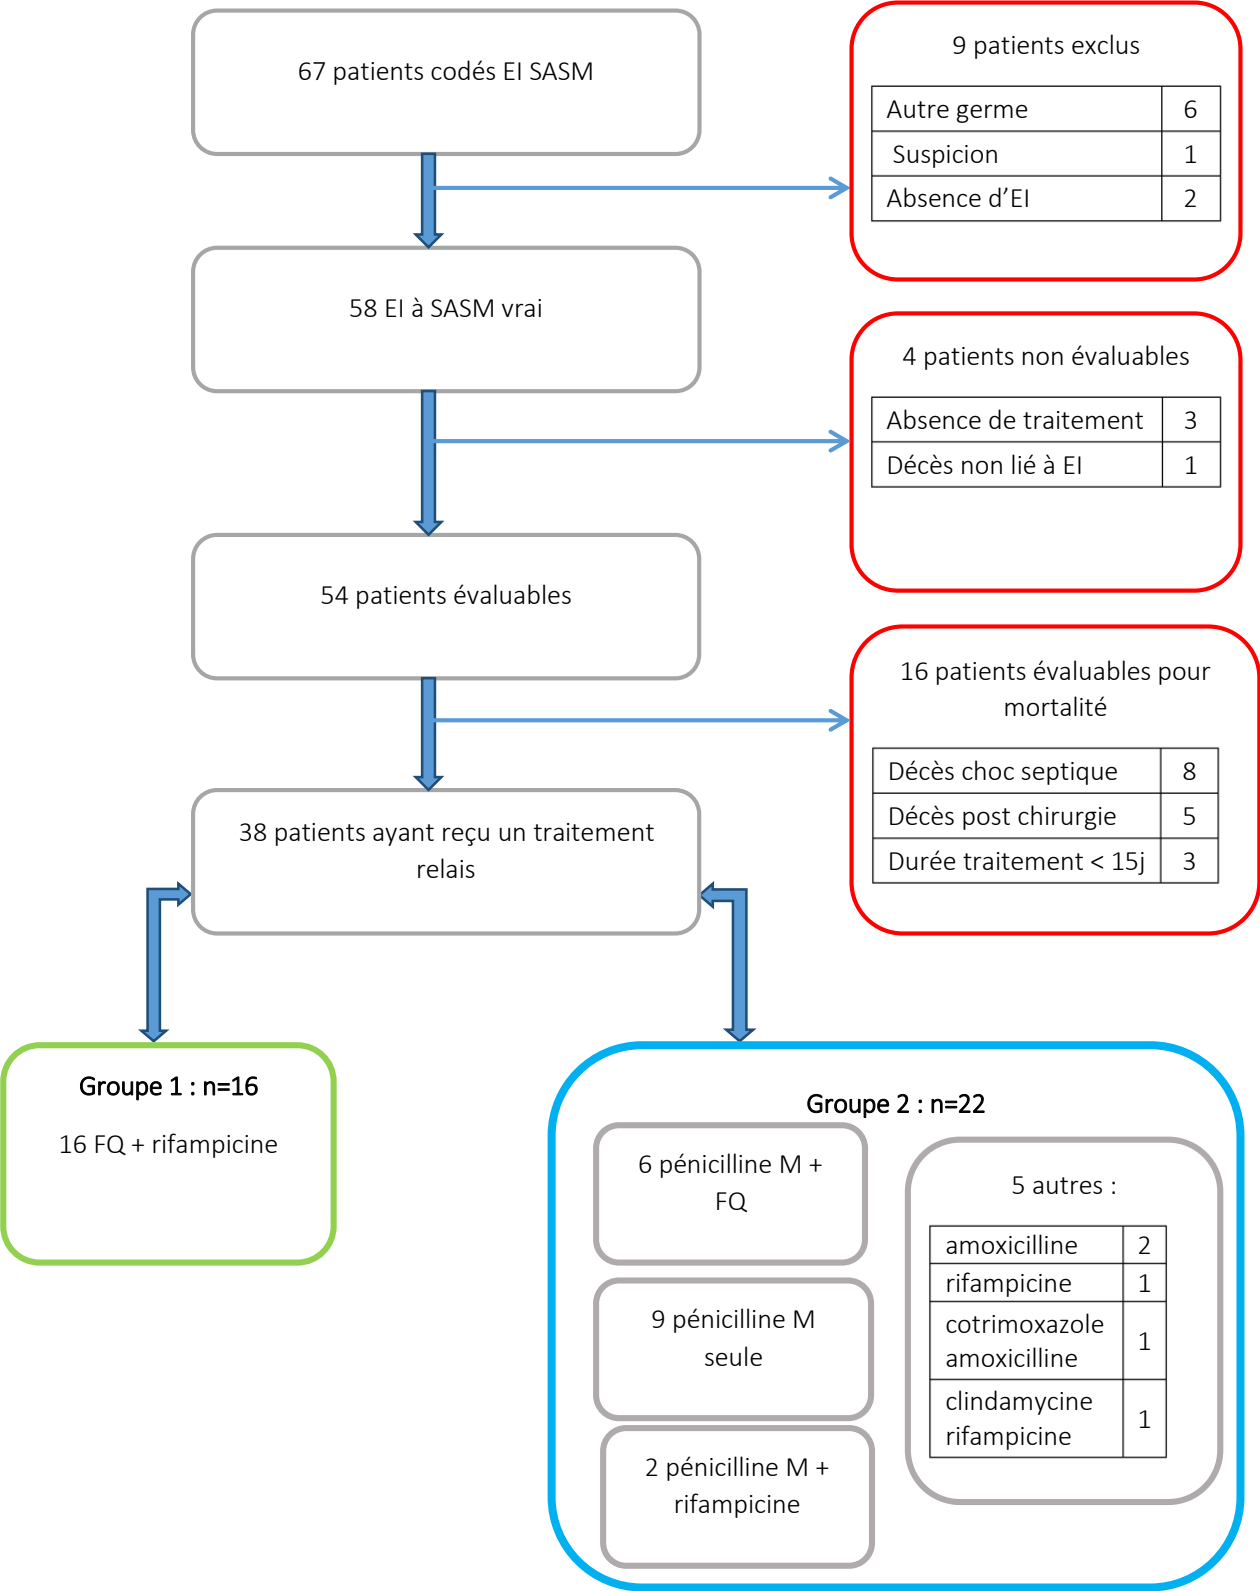 67 patients codés EI SASM
9 patients exclus
Autre germe 6
Suspicion 1
Absence d’EI 2
58 EI à SASM vrai
4 patients non évaluables
Absence de traitement 3
Décès non lié à EI 1
54 patients évaluables
16 patients évaluables pour
mortalité
Décès choc septique 8
Décès post chirurgie 5
Durée traitement < 15j 3
38 patients ayant reçu un traitement
relais
Groupe 1 : n=16
16 FQ + rifampicine
Groupe 2 : n=22
6 pénicilline M +
FQ
9 pénicilline M
seule
2 pénicilline M +
rifampicine
5 autres :
amoxicilline 2
rifampicine 1
cotrimoxazole
amoxicilline 1
clindamycine
rifampicine 1